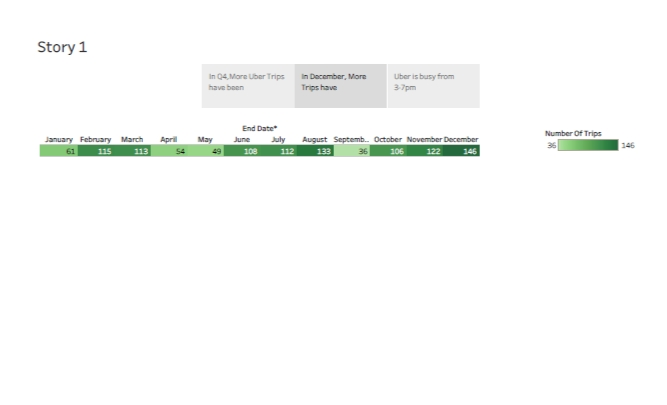 Story 1
In Q4,More Uber Trips
have been
In December, More
Trips have
Uber is busy from
3-7pm
End Date*
January February March April May June July August Septemb.. October November December
61 115 113 54 49 108 112 133 36 106 122 146
Number Of Trips
36 146